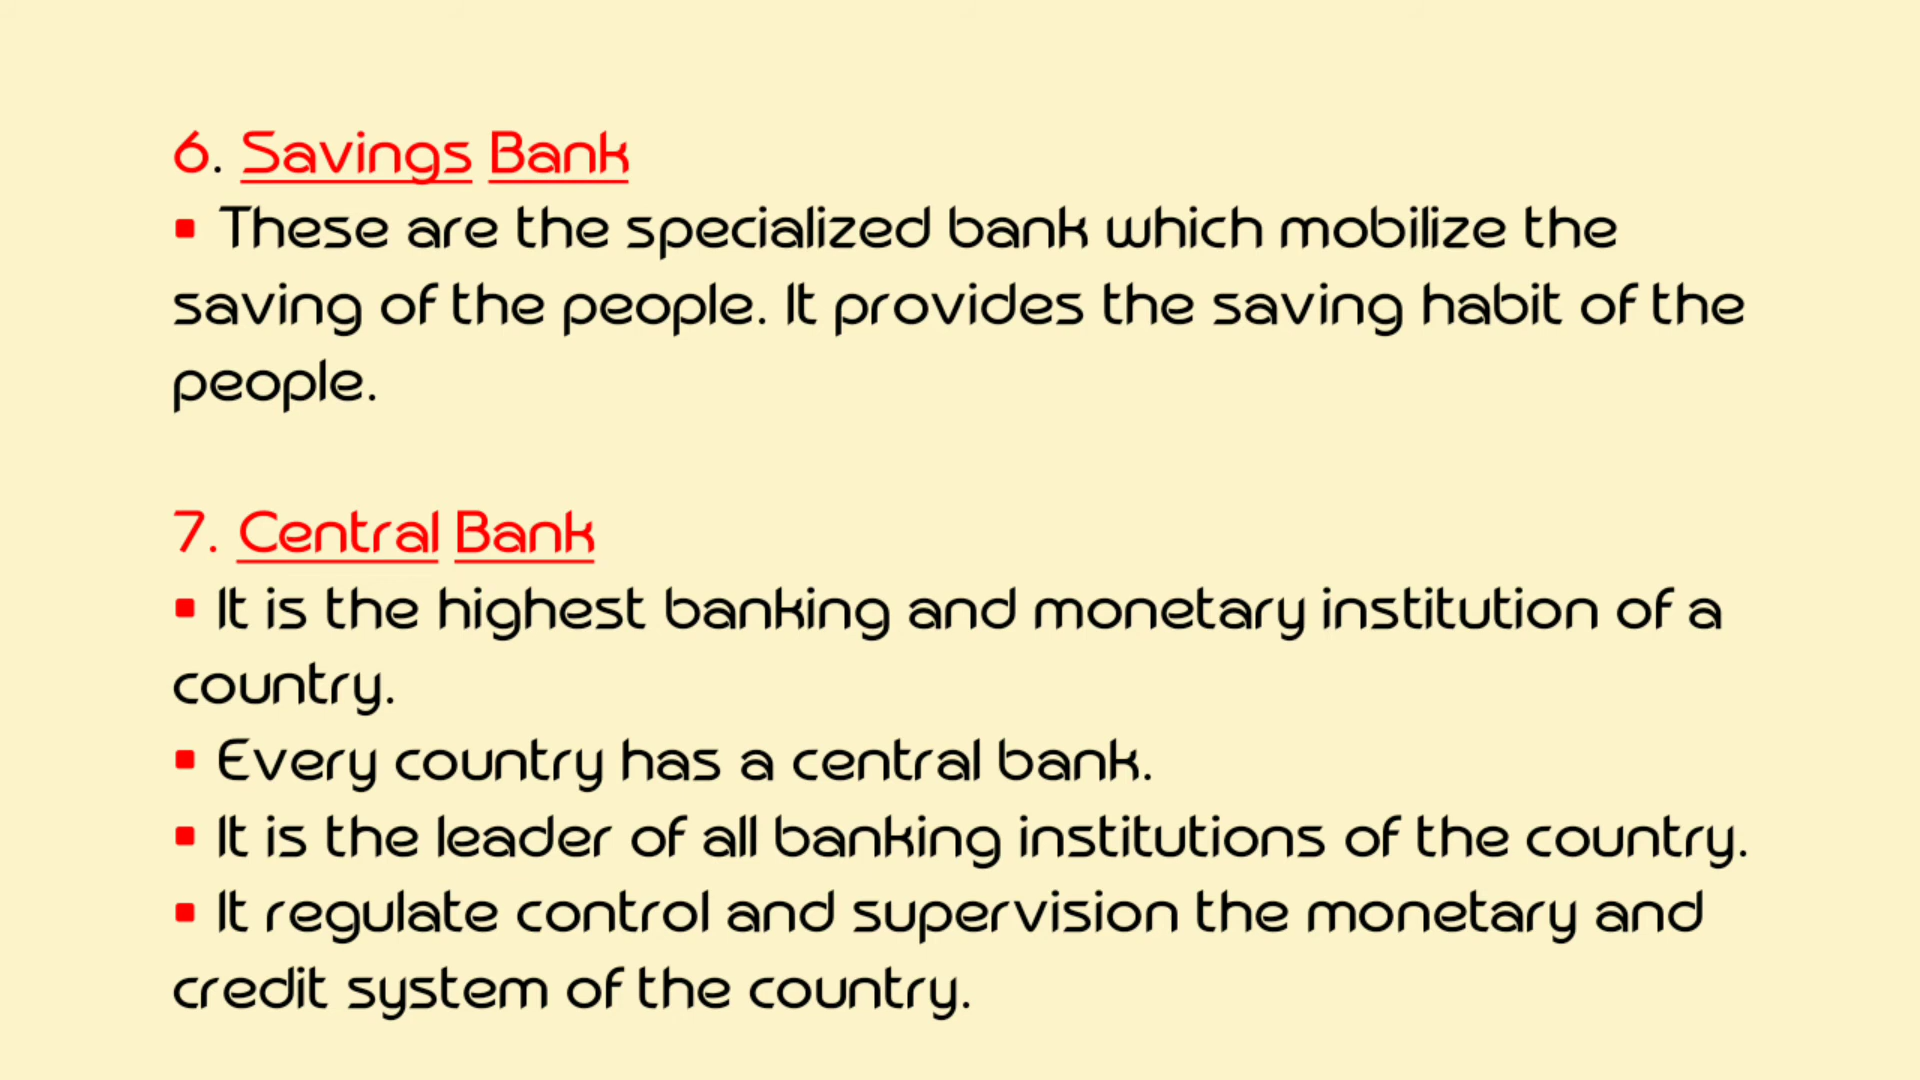 6. Savings Bank
▪ These are the specialized bank which mobilize the
saving of the people. It provides the saving habit of the
people.
7. Central Bank
▪ It is the highest banking and monetary institution of a
country.
▪ Every country has a central bank.
▪ It is the leader of all banking institutions of the country.
▪ It regulate control and supervision the monetary and
credit system of the country.